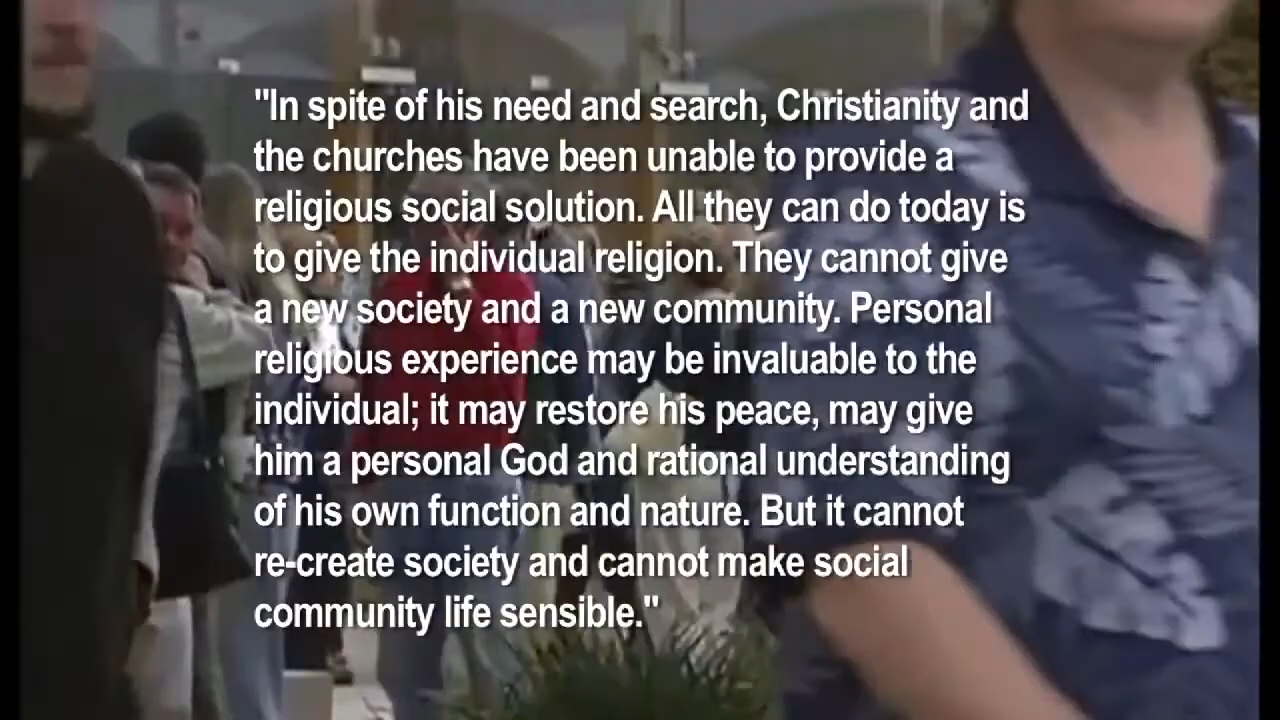 "In spite of his need and search, Christianity and
the churches have been unable to provide a
religious social solution. All they can do today is
to give the individual religion. They cannot give
a new society and a new community. Personal
religious experience may be invaluable to the
individual; it may restore his peace, may give
him a personal God and rational understanding
of his own function and nature. But it cannot
re-create society and cannot make social
community life sensible."